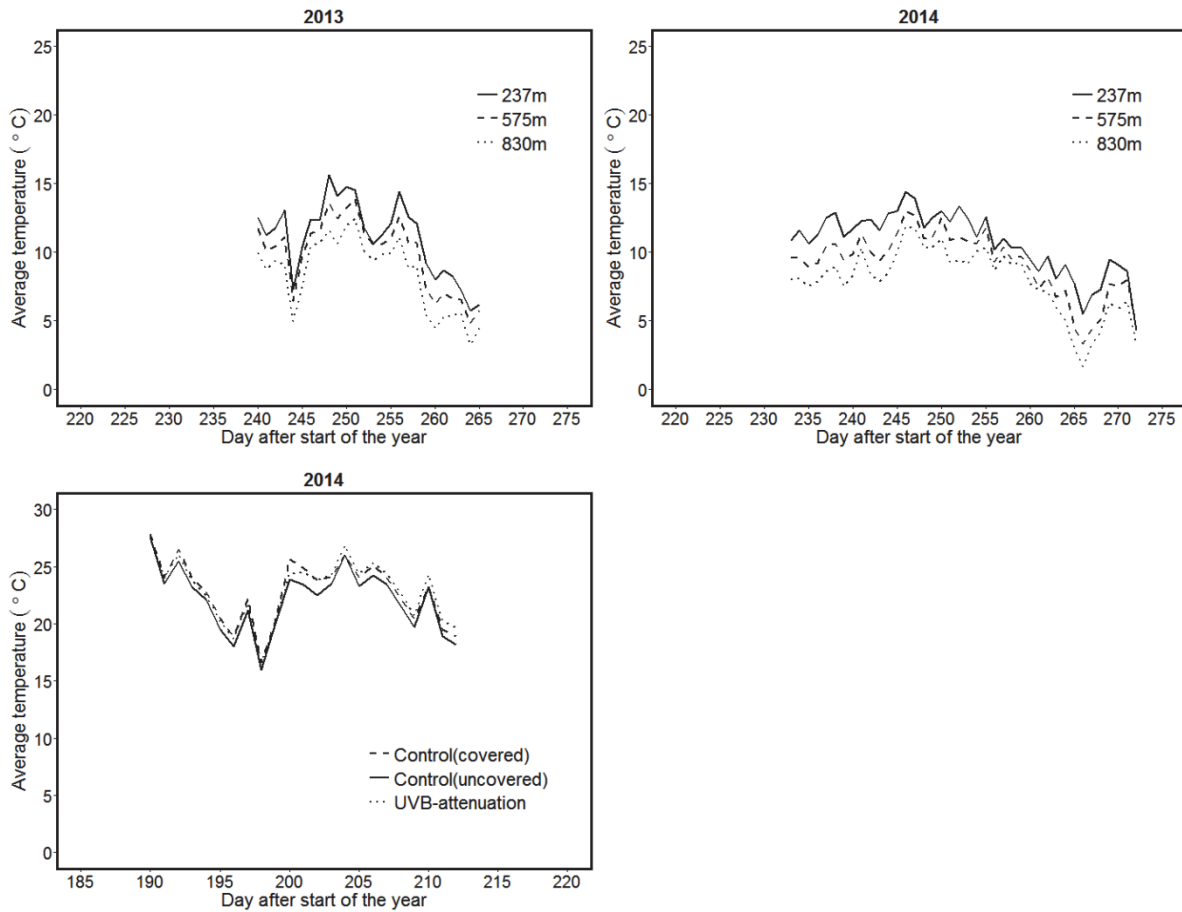 2013
Average temperature ( ° C)
25
20
15
10
5
0
237m
575m
830m
220 225 230 235 240 245 250 255 260 265 270 275
Day after start of the year
2014
Average temperature ( ° C)
25
20
15
10
5
0
237m
575m
830m
220 225 230 235 240 245 250 255 260 265 270 275
Day after start of the year
2014
Average temperature ( ° C)
30
25
20
15
10
5
0
Control(covered)
Control(uncovered)
UVB-attenuation
185 190 195 200 205 210 215 220
Day after start of the year